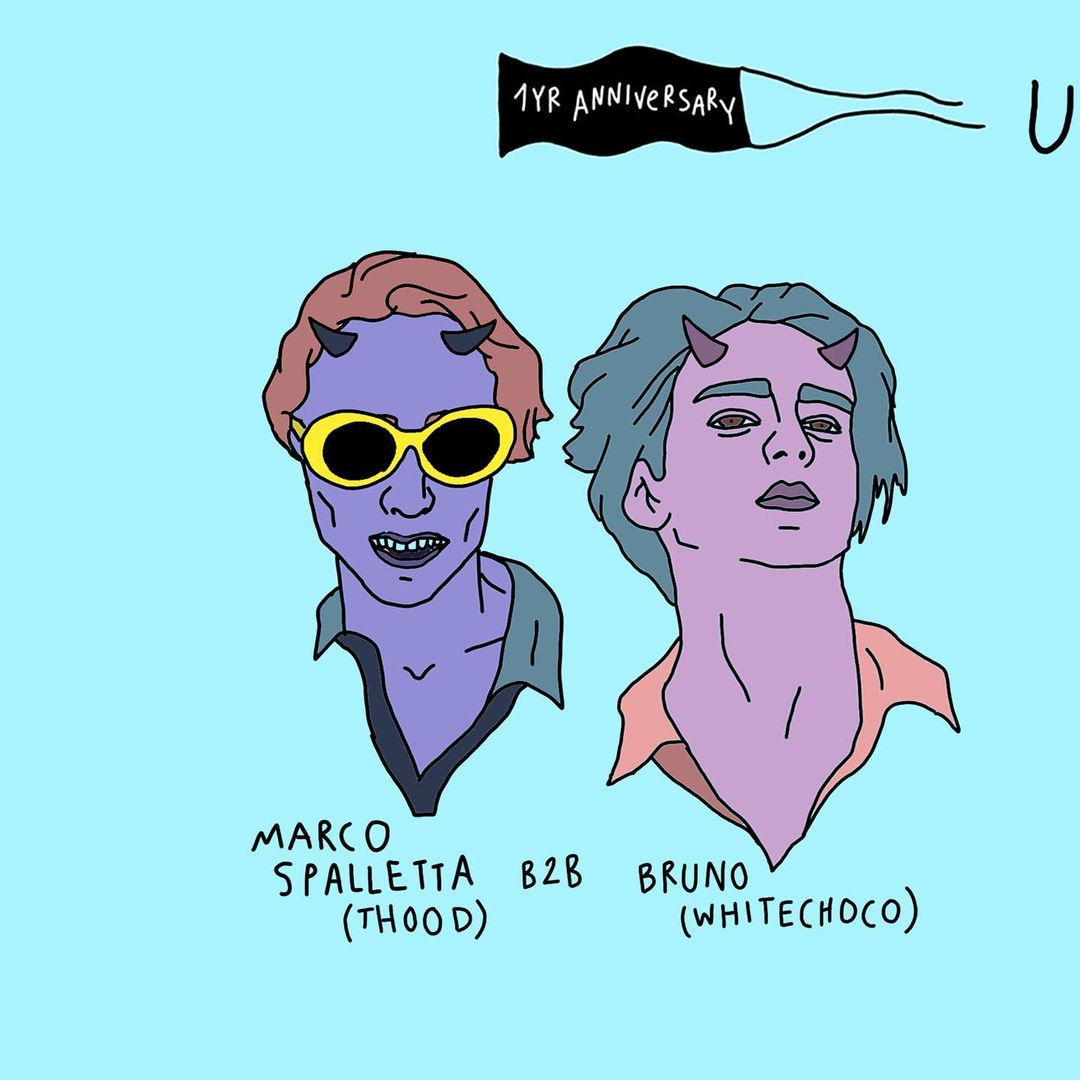 1YR ANNIVERSARY
U
MARCO
SPALLETTA
(THOOD)
B2B
BRUNO
(WHITECHOCO)